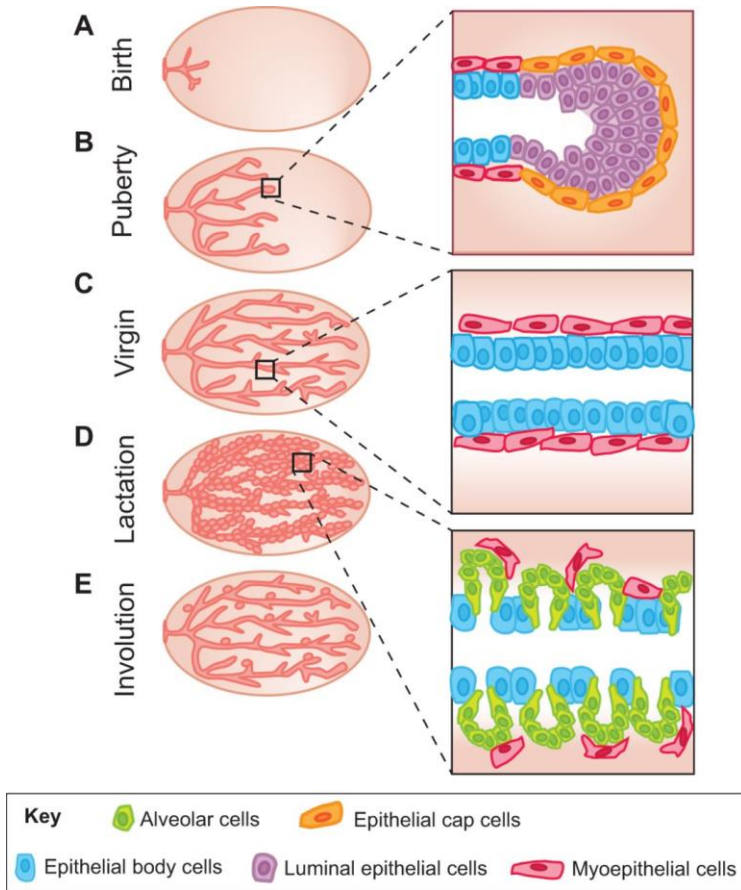 A
Birth
B
Puberty
C
Virgin
D
Lactation
E
Involution
Key
Alveolar cells
Epithelial cap cells
Epithelial body cells
Luminal epithelial cells
Myoepithelial cells